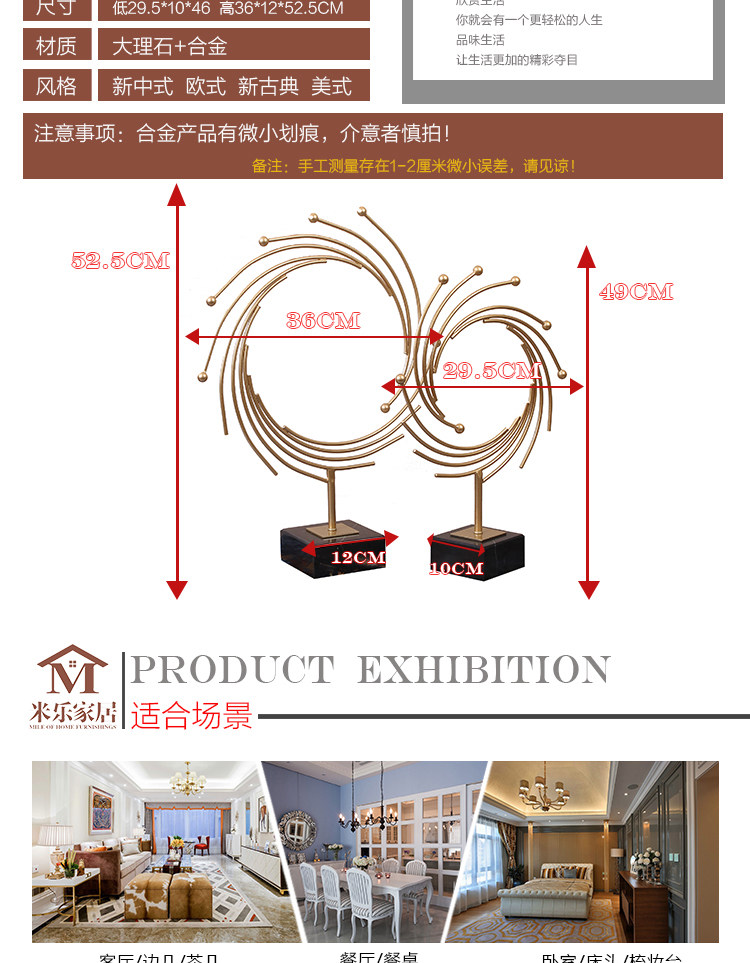 尺寸 低29.5*10*46 高36*12*52.5CM
材质 大理石+合金
风格 新中式 欧式 新古典 美式
欣赏生活
你就会有一个更轻松的人生
品味生活
让生活更加的精彩夺目
注意事项：合金产品有微小划痕，介意者慎拍！
备注：手工测量存在1-2厘米微小误差，请见谅！
52.5CM
49CM
36CM
29.5CM
12CM
10CM
M
米乐家居
MILE OF HOME FURNISHINGS
PRODUCT EXHIBITION
适合场景
客厅/边几/茶几
餐厅/餐桌
卧室/床头/梳妆台